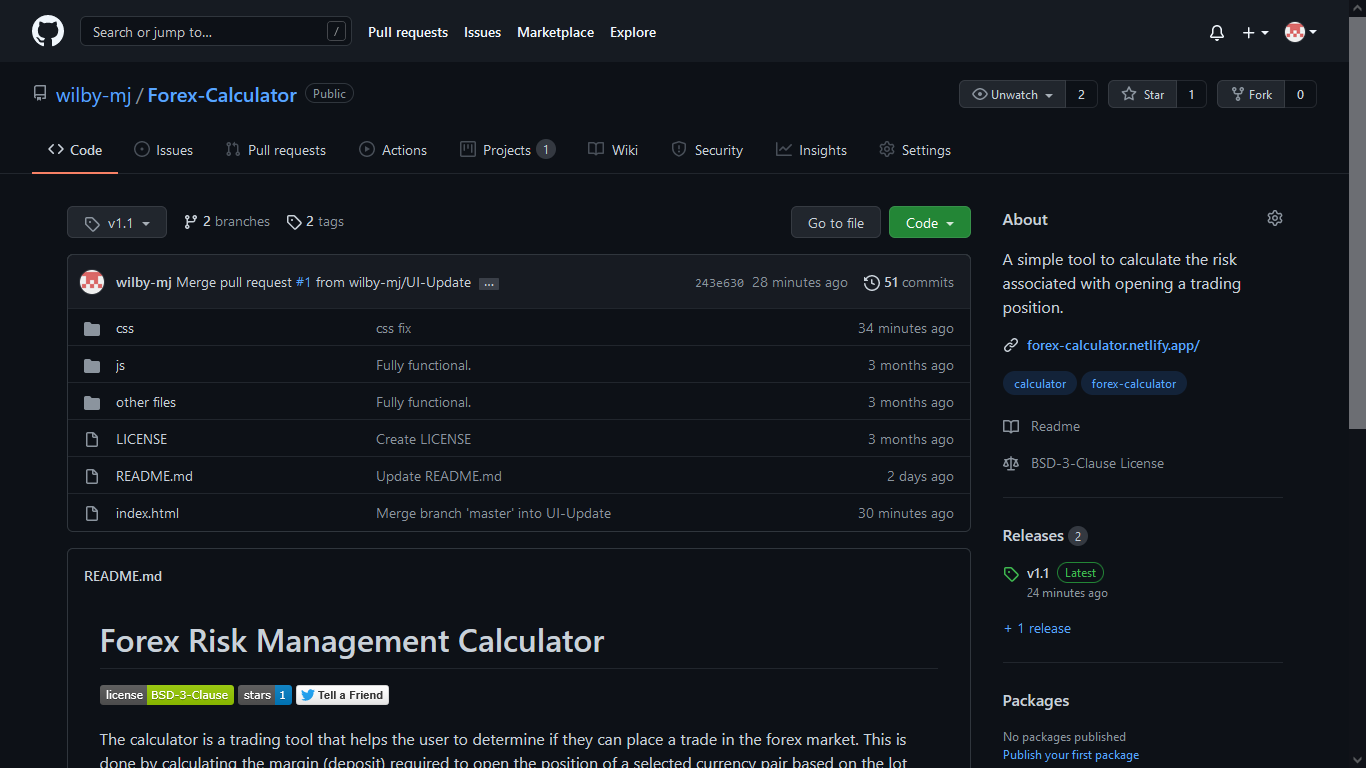 Search or jump to... /
Pull requests Issues Marketplace Explore
wilby-mj / Forex-Calculator Public
Unwatch 2 Star 1 Fork 0
Code Issues Pull requests Actions Projects 1 Wiki Security Insights Settings
v1.1 2 branches 2 tags Go to file Code
wilby-mj Merge pull request #1 from wilby-mj/UI-Update ... 243e630 28 minutes ago 51 commits
css css fix 34 minutes ago
js Fully functional. 3 months ago
other files Fully functional. 3 months ago
LICENSE Create LICENSE 3 months ago
README.md Update README.md 2 days ago
index.html Merge branch 'master' into UI-Update 30 minutes ago
README.md
Forex Risk Management Calculator
license BSD-3-Clause stars 1 Tell a Friend
The calculator is a trading tool that helps the user to determine if they can place a trade in the forex market. This is
done by calculating the margin (deposit) required to open the position of a selected currency pair based on the lot
About
A simple tool to calculate the risk
associated with opening a trading
position.
forex-calculator.netlify.app/
calculator forex-calculator
Readme
BSD-3-Clause License
Releases 2
v1.1 Latest
24 minutes ago
+ 1 release
Packages
No packages published
Publish your first package